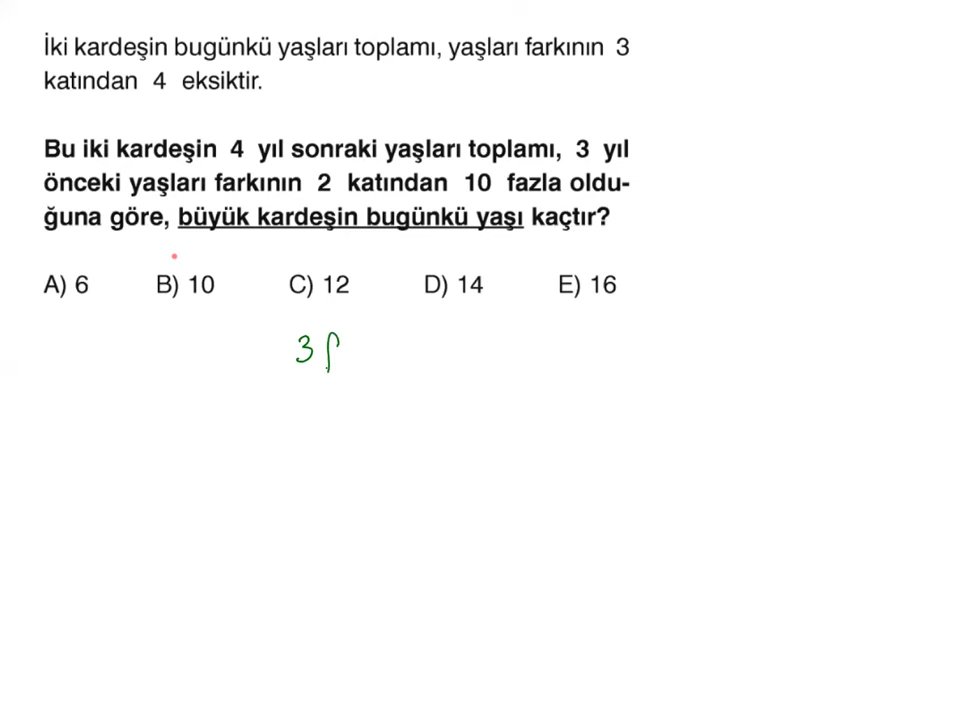 İki kardeşin bugünkü yaşları toplamı, yaşları farkının 3
katından 4 eksiktir.
Bu iki kardeşin 4 yıl sonraki yaşları toplamı, 3 yıl
önceki yaşları farkının 2 katından 10 fazla oldu-
ğuna göre, büyük kardeşin bugünkü yaşı kaçtır?
A) 6 B) 10 C) 12 D) 14 E) 16
3